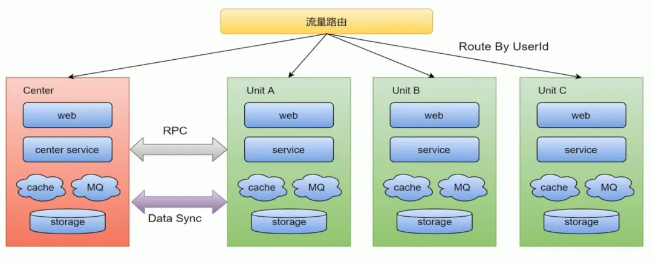 流量路由
Route By UserId
Center
Unit A
Unit B
Unit C
web
web
web
web
RPC
center service
service
service
service
cache
MQ
cache
MQ
cache
MQ
cache
MQ
Data Sync
storage
storage
storage
storage